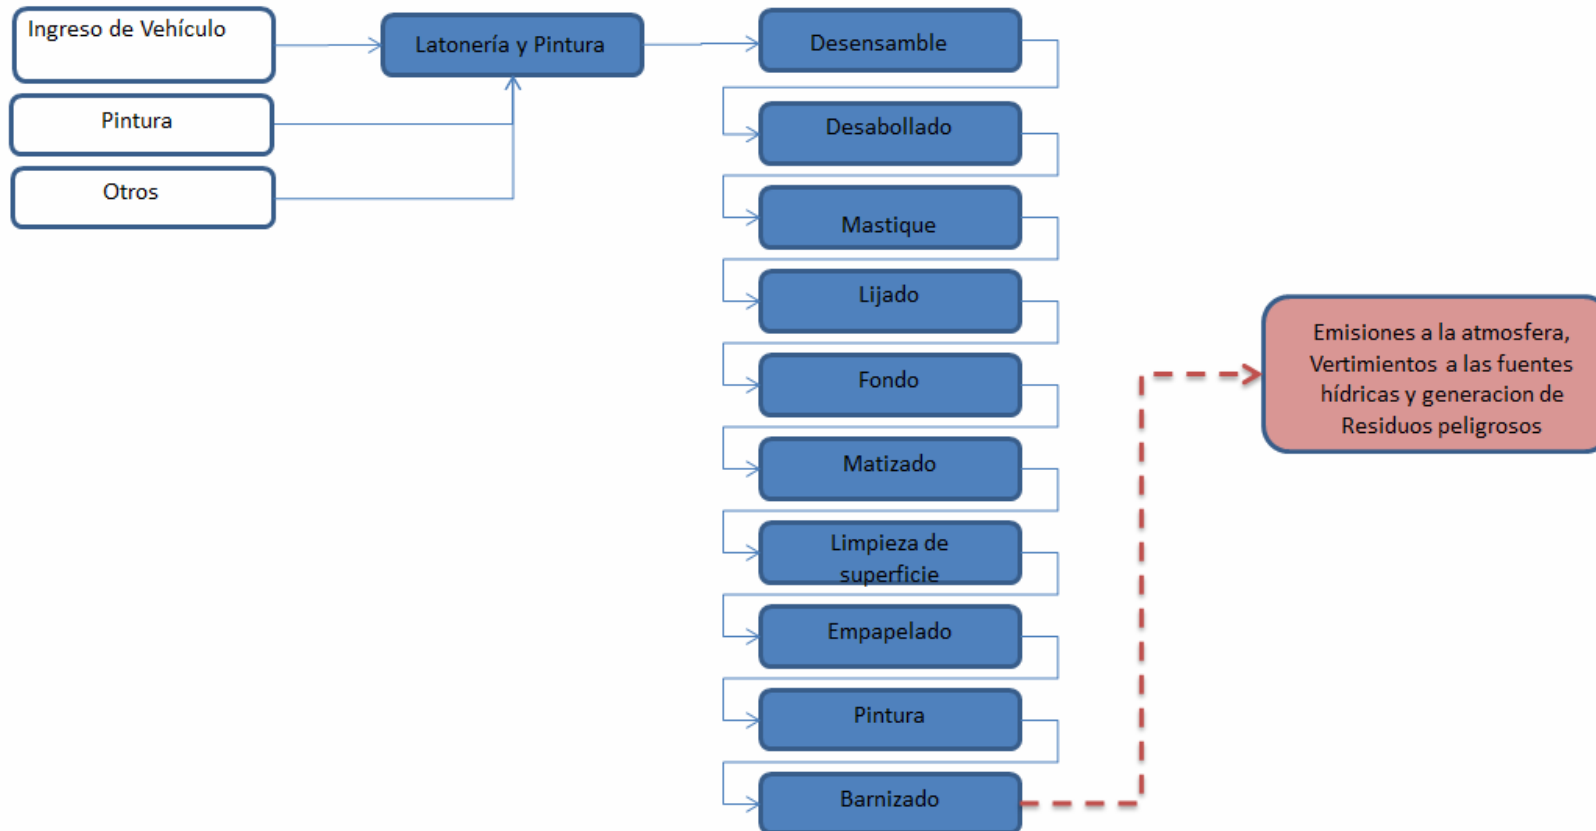 Ingreso de Vehículo
Latonería y Pintura
Desensamble
Pintura
Desabollado
Otros
Mastique
Lijado
Fondo
Matizado
Limpieza de
superficie
Empapelado
Pintura
Barnizado
Emisiones a la atmosfera,
Vertimientos a las fuentes
hídricas y generacion de
Residuos peligrosos